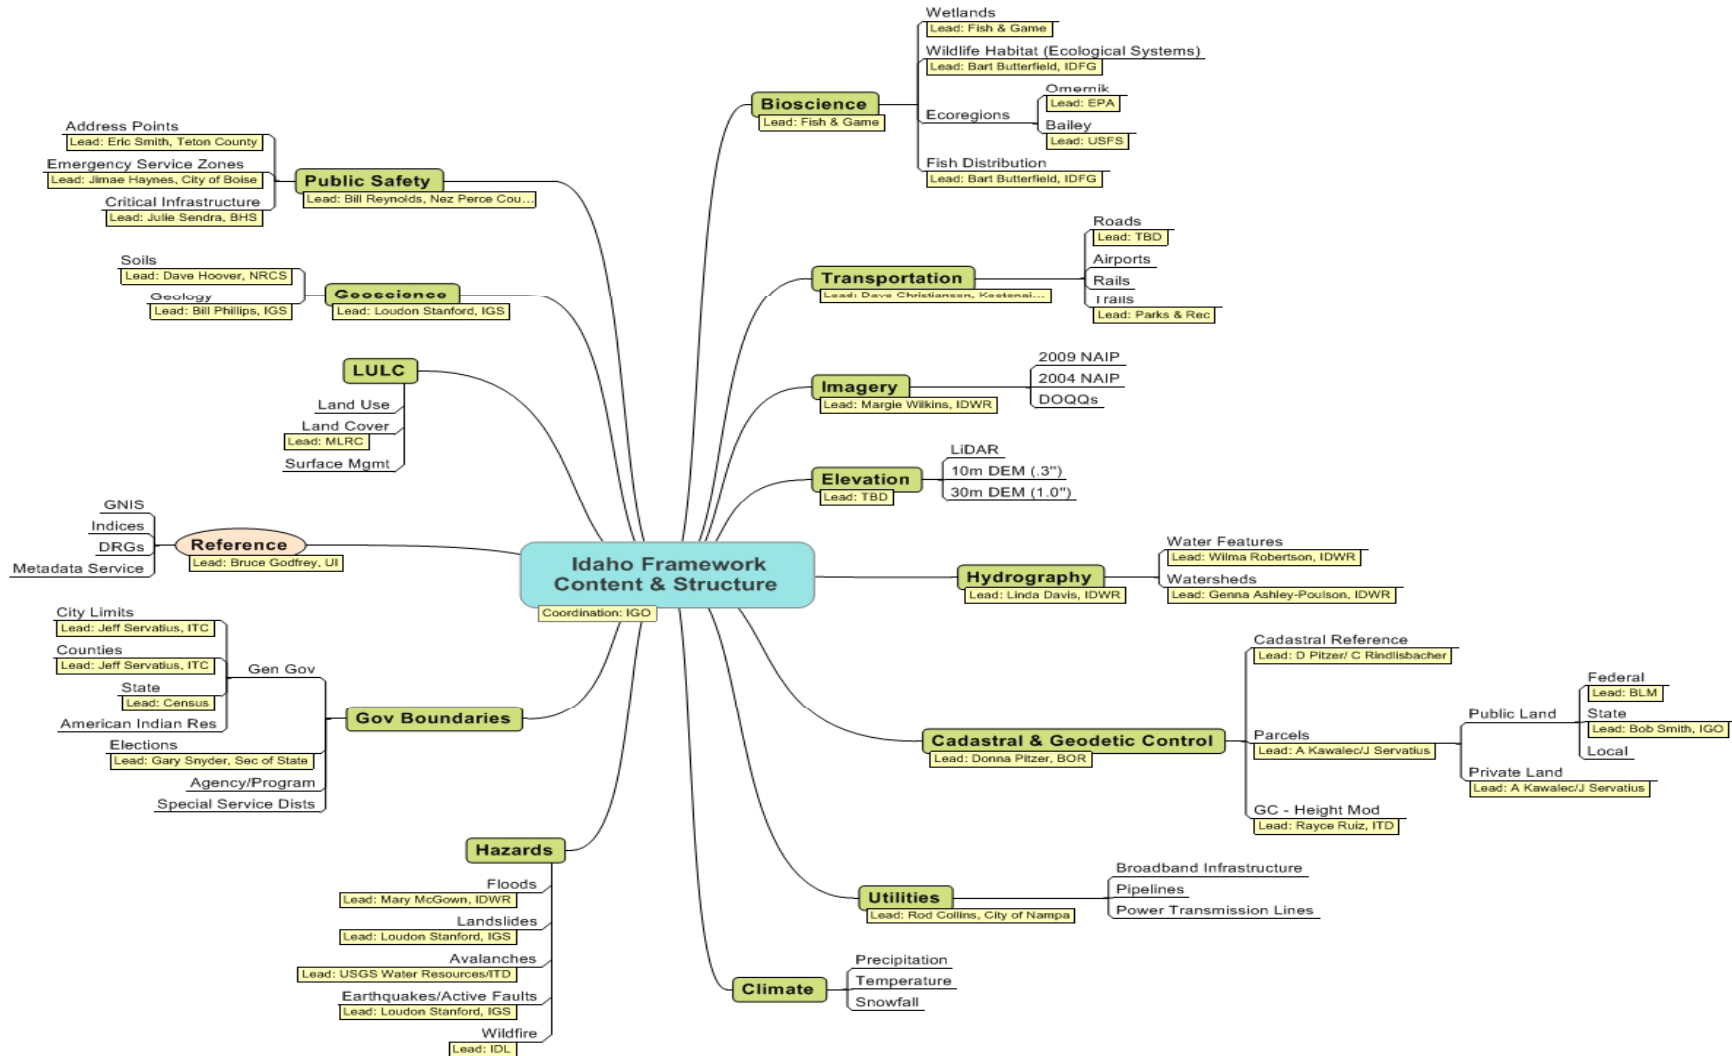 Idaho Framework
Content & Structure
Coordination: IGO
Bioscience
Lead: Fish & Game
Wetlands
Lead: Fish & Game
Wildlife Habitat (Ecological Systems)
Lead: Bart Butterfield, IDFG
Ecoregions
Omernik
Lead: EPA
Bailey
Lead: USFS
Fish Distribution
Lead: Bart Butterfield, IDFG
Transportation
Lead: Dave Christiansen, Kootenai...
Roads
Lead: TBD
Airports
Rails
Trails
Lead: Parks & Rec
Imagery
Lead: Margie Wilkins, IDWR
2009 NAIP
2004 NAIP
DOQQs
Elevation
Lead: TBD
LiDAR
10m DEM (.3")
30m DEM (1.0")
Hydrography
Lead: Linda Davis, IDWR
Water Features
Lead: Wilma Robertson, IDWR
Watersheds
Lead: Genna Ashley-Poulson, IDWR
Cadastral & Geodetic Control
Lead: Donna Pitzer, BOR
Cadastral Reference
Lead: D Pitzer/ C Rindlisbacher
Parcels
Lead: A Kawalec/J Servatius
Public Land
Federal
Lead: BLM
State
Lead: Bob Smith, IGO
Local
Private Land
Lead: A Kawalec/J Servatius
GC - Height Mod
Lead: Rayce Ruiz, ITD
Utilities
Lead: Rod Collins, City of Nampa
Broadband Infrastructure
Pipelines
Power Transmission Lines
Climate
Precipitation
Temperature
Snowfall
Public Safety
Lead: Bill Reynolds, Nez Perce Cou...
Address Points
Lead: Eric Smith, Teton County
Emergency Service Zones
Lead: Jimae Haynes, City of Boise
Critical Infrastructure
Lead: Julie Sendra, BHS
Geoscience
Lead: Loudon Stanford, IGS
Soils
Lead: Dave Hoover, NRCS
Geology
Lead: Bill Phillips, IGS
LULC
Land Use
Land Cover
Lead: MLRC
Surface Mgmt
Reference
Lead: Bruce Godfrey, UI
GNIS
Indices
DRGs
Metadata Service
Gov Boundaries
Gen Gov
City Limits
Lead: Jeff Servatius, ITC
Counties
Lead: Jeff Servatius, ITC
State
Lead: Census
American Indian Res
Elections
Lead: Gary Snyder, Sec of State
Agency/Program
Special Service Dists
Hazards
Floods
Lead: Mary McGown, IDWR
Landslides
Lead: Loudon Stanford, IGS
Avalanches
Lead: USGS Water Resources/ITD
Earthquakes/Active Faults
Lead: Loudon Stanford, IGS
Wildfire
Lead: IDL